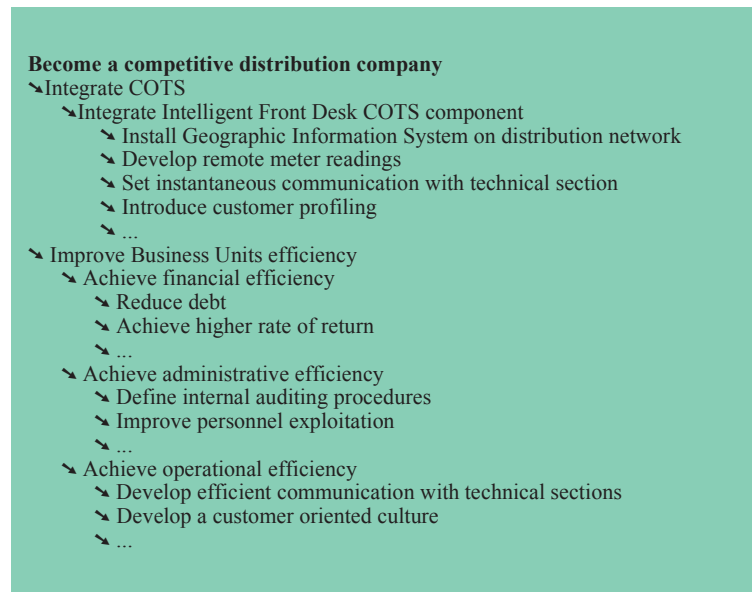 Become a competitive distribution company
➘Integrate COTS
➘Integrate Intelligent Front Desk COTS component
➘ Install Geographic Information System on distribution network
➘ Develop remote meter readings
➘ Set instantaneous communication with technical section
➘ Introduce customer profiling
➘ ...
➘ Improve Business Units efficiency
➘ Achieve financial efficiency
➘ Reduce debt
➘ Achieve higher rate of return
➘ ...
➘ Achieve administrative efficiency
➘ Define internal auditing procedures
➘ Improve personnel exploitation
➘ ...
➘ Achieve operational efficiency
➘ Develop efficient communication with technical sections
➘ Develop a customer oriented culture
➘ ...